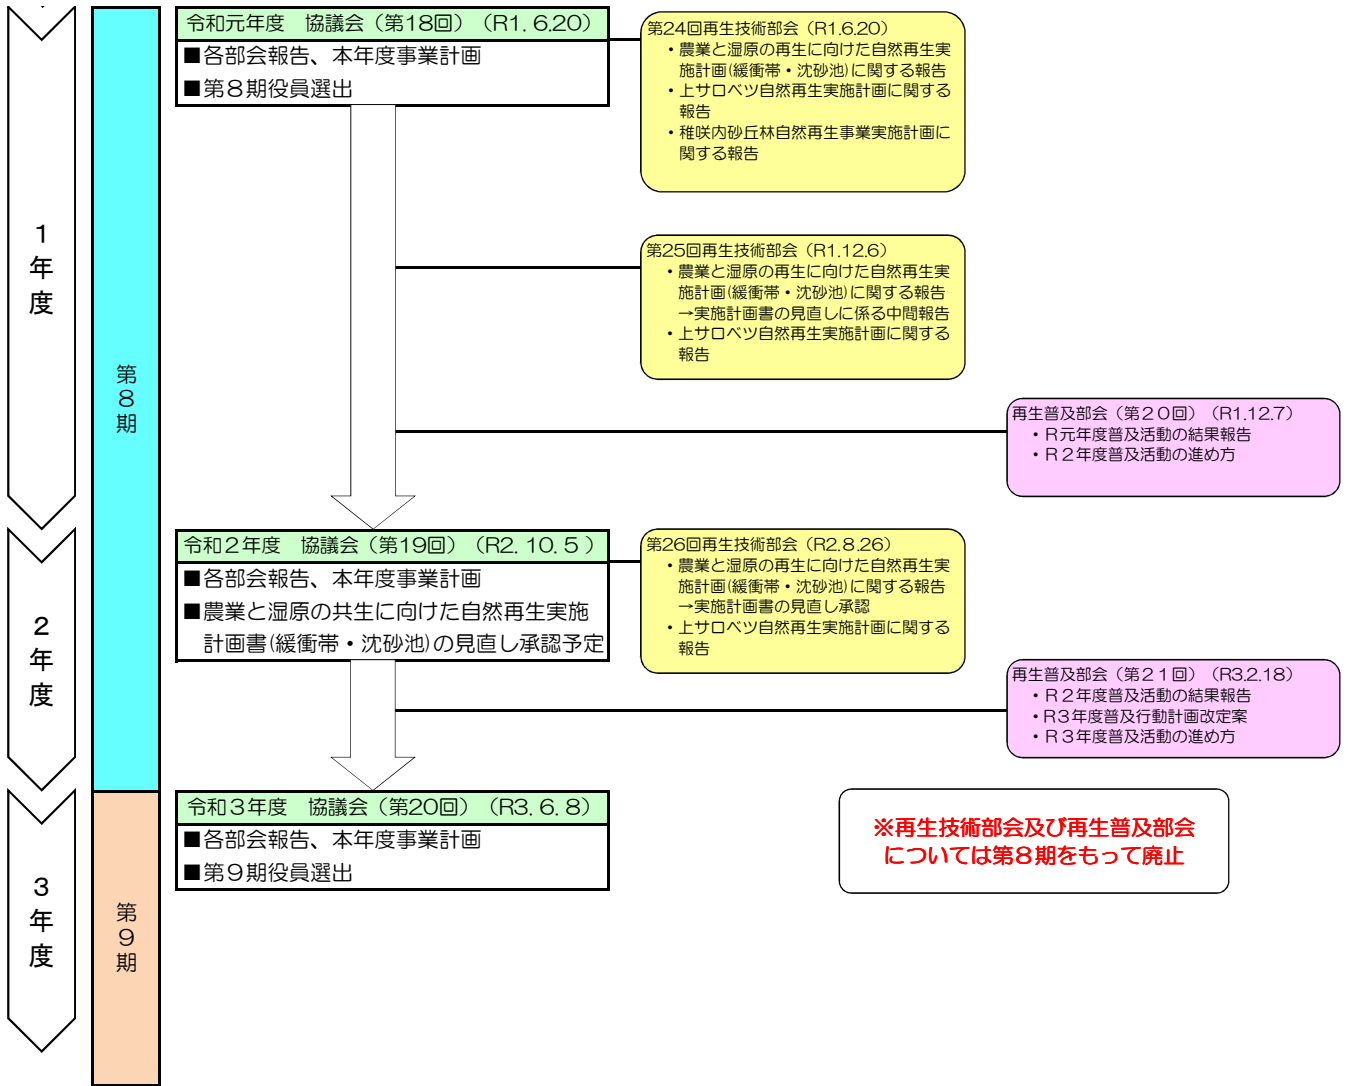 1
年
度
2
年
度
3
年
度
第
8
期
第
9
期
令和元年度　協議会（第18回）（R1. 6.20）
■各部会報告、本年度事業計画
■第８期役員選出
第24回再生技術部会（R1.6.20）
・農業と湿原の再生に向けた自然再生実
施計画(緩衝帯・沈砂池)に関する報告
・上サロベツ自然再生実施計画に関する
報告
・稚咲内砂丘林自然再生事業実施計画に
関する報告
第25回再生技術部会（R1.12.6）
・農業と湿原の再生に向けた自然再生実
施計画(緩衝帯・沈砂池)に関する報告
→実施計画書の見直しに係る中間報告
・上サロベツ自然再生実施計画に関する
報告
再生普及部会（第２０回）（R1.12.7）
・Ｒ元年度普及活動の結果報告
・Ｒ２年度普及活動の進め方
令和２年度　協議会（第19回）（R2. 10. 5 ）
■各部会報告、本年度事業計画
■農業と湿原の共生に向けた自然再生実施
計画書(緩衝帯・沈砂池)の見直し承認予定
第26回再生技術部会（R2.8.26）
・農業と湿原の再生に向けた自然再生実
施計画(緩衝帯・沈砂池)に関する報告
→実施計画書の見直し承認
・上サロベツ自然再生実施計画に関する
報告
再生普及部会（第２１回）（R3.2.18）
・Ｒ２年度普及活動の結果報告
・R３年度普及行動計画改定案
・Ｒ３年度普及活動の進め方
令和３年度　協議会（第20回）（R3. 6. 8）
■各部会報告、本年度事業計画
■第９期役員選出
※再生技術部会及び再生普及部会
については第８期をもって廃止